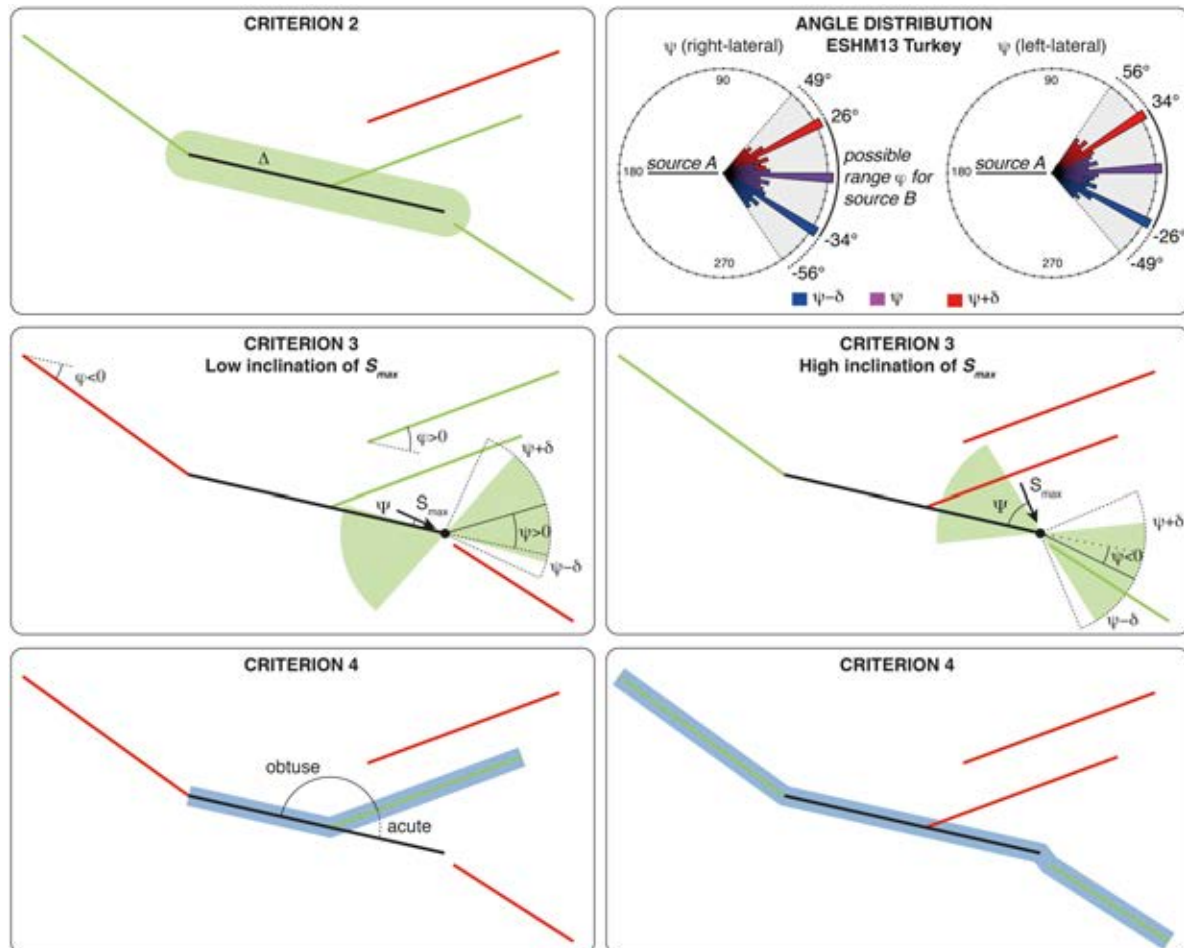 CRITERION 2
Δ
ANGLE DISTRIBUTION
ψ (right-lateral) ESHM13 Turkey ψ (left-lateral)
90
49°
26°
source A
180
possible
range φ for
source B
-34°
-56°
270
90
56°
34°
source A
180
-26°
-49°
270
ψ−δ ψ ψ+δ
CRITERION 3
Low inclination of Smax
φ<0
φ>0
ψ+δ
Ψ
Smax
ψ>0
ψ−δ
CRITERION 3
High inclination of Smax
Smax
Ψ
ψ+δ
ψ<0
ψ−δ
CRITERION 4
obtuse
acute
CRITERION 4